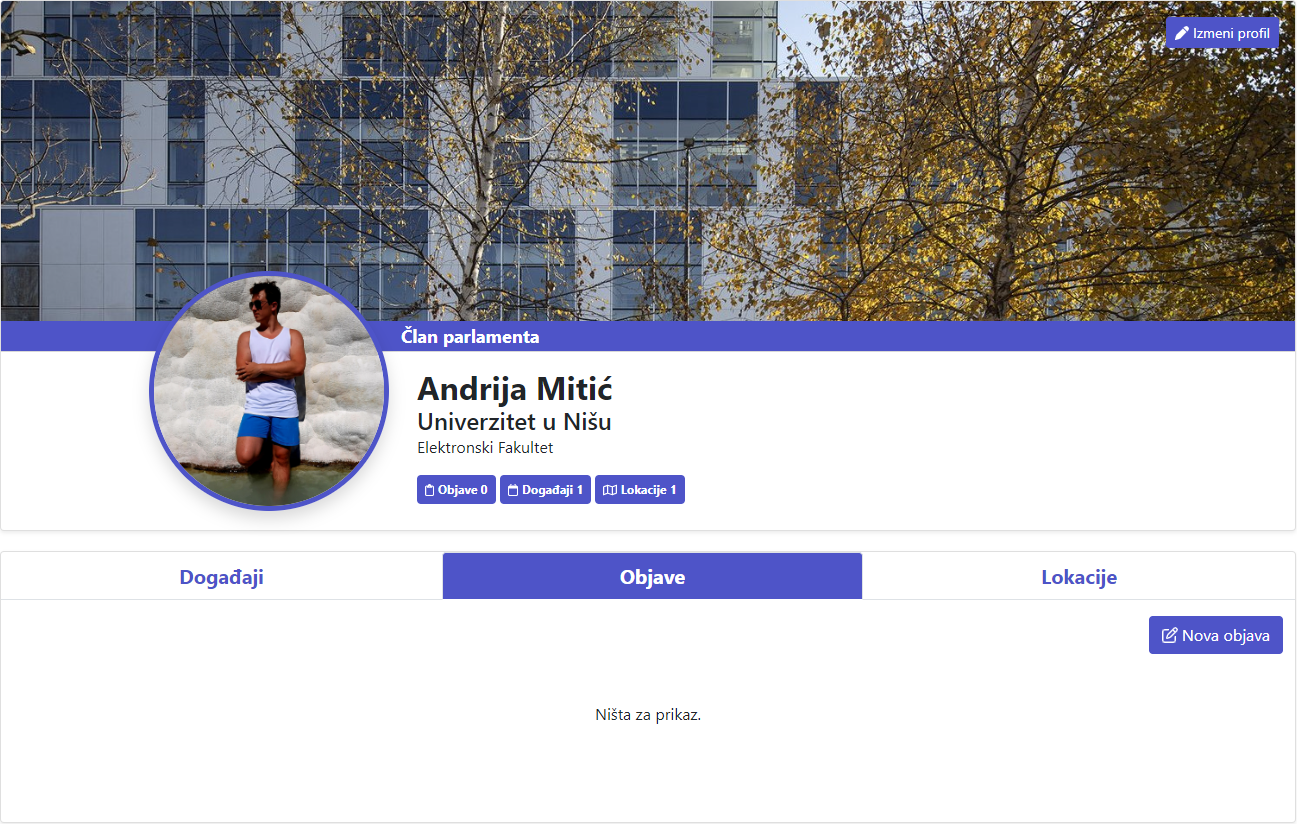 Izmeni profil
Član parlamenta
Andrija Mitić
Univerzitet u Nišu
Elektronski Fakultet
Objave 0 Događaji 1 Lokacije 1
Događaji Objave Lokacije
Nova objava
Ništa za prikaz.